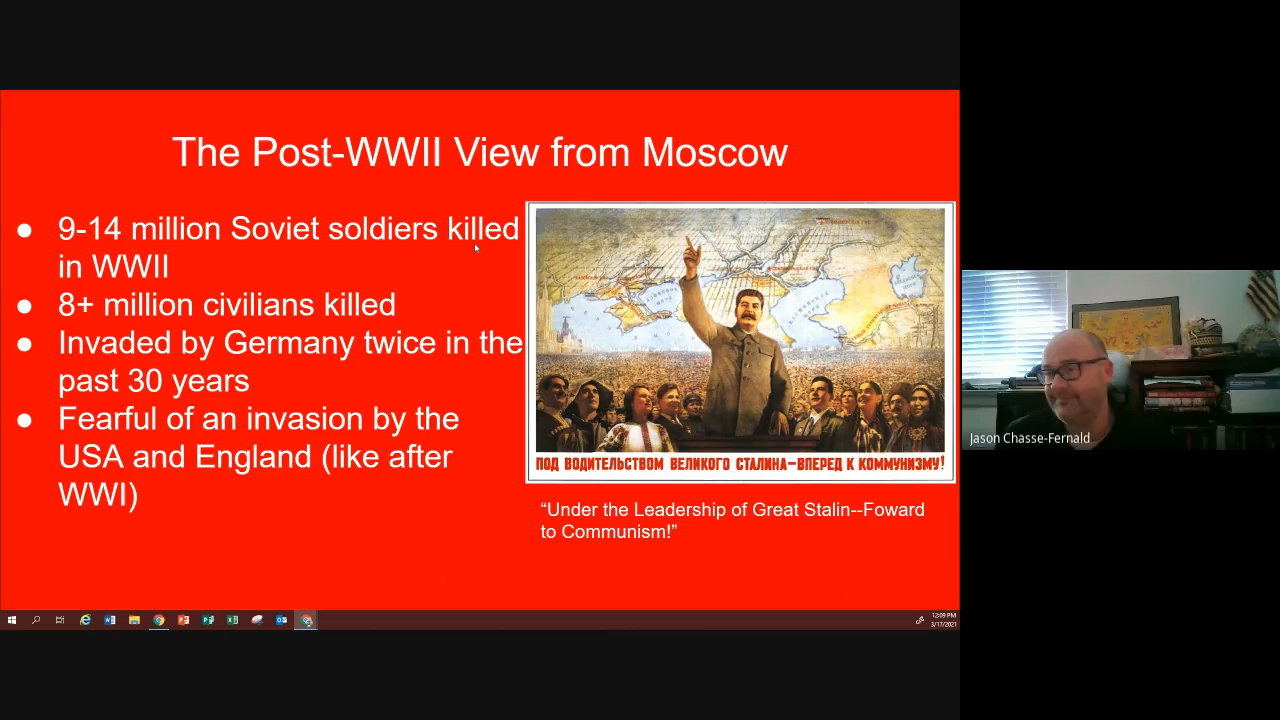 The Post-WWII View from Moscow
● 9-14 million Soviet soldiers killed
in WWII
● 8+ million civilians killed
● Invaded by Germany twice in the
past 30 years
● Fearful of an invasion by the
USA and England (like after
WWI)
ПОД ВОДИТЕЛЬСТВОМ ВЕЛИКОГО СТАЛИНА—ВПЕРЕД К КОММУНИЗМУ!
“Under the Leadership of Great Stalin--Foward
to Communism!”
Jason Chasse-Fernald
12:09 PM
3/17/2021